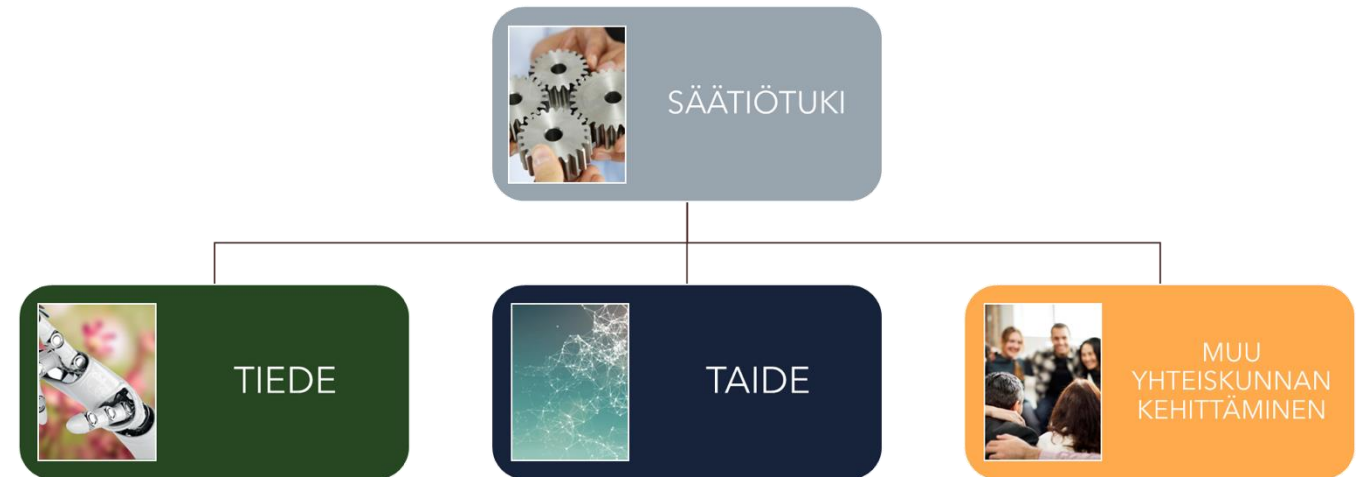 SÄÄTIÖTUKI
TIEDE
TAIDE
MUU
YHTEISKUNNAN
KEHITTÄMINEN